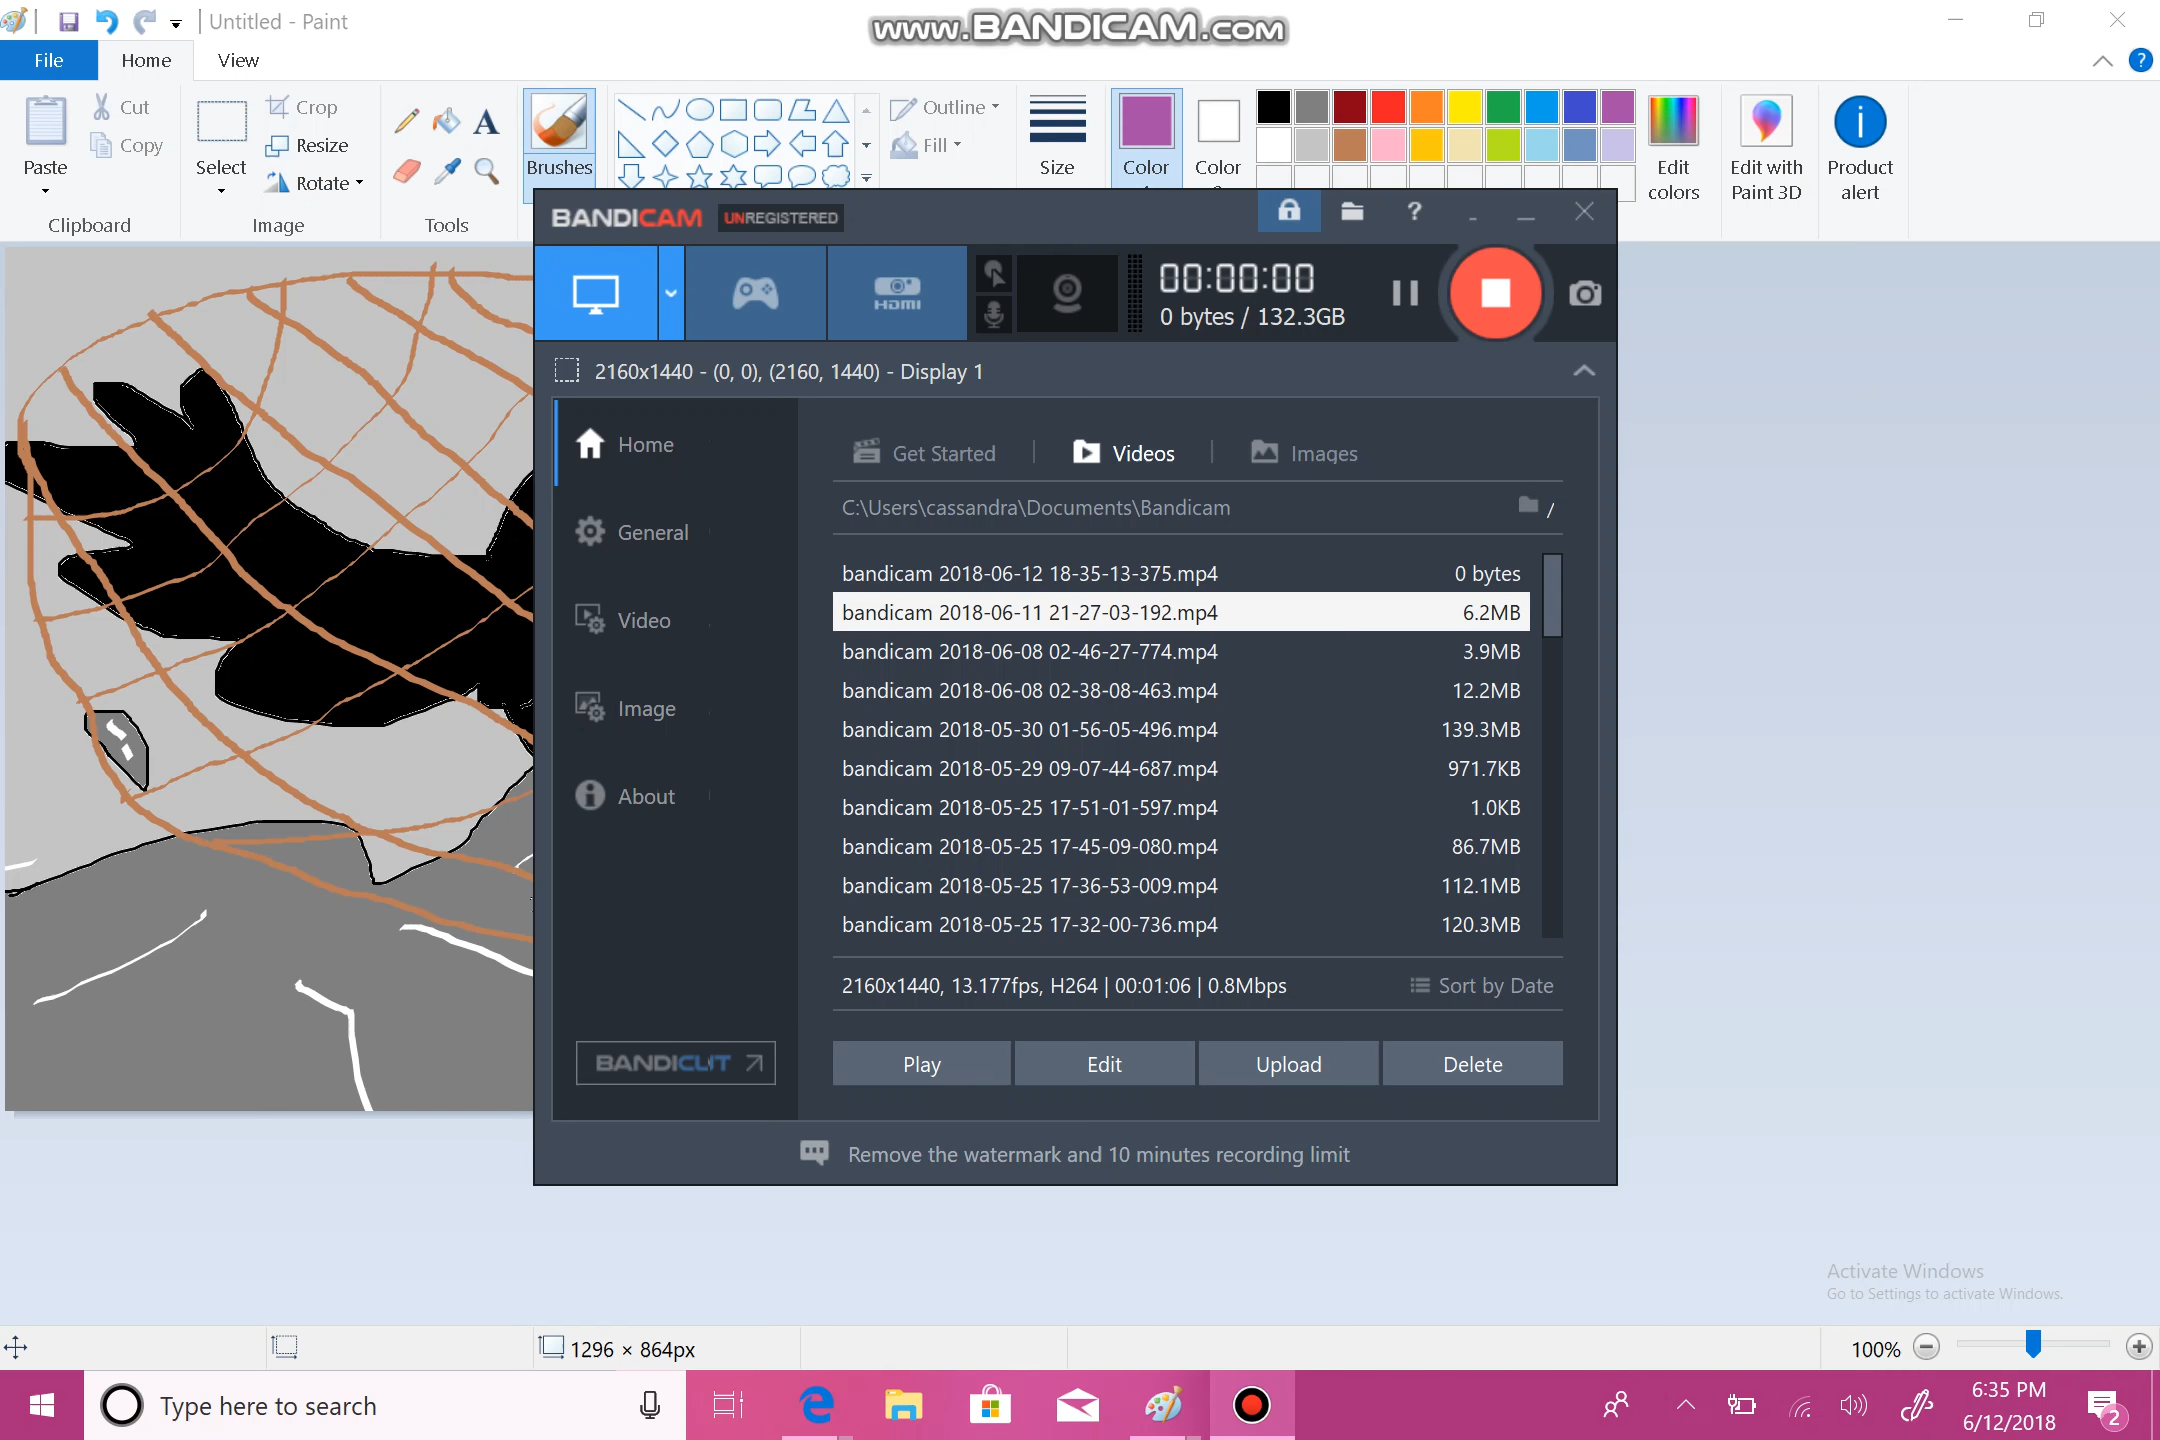 Untitled - Paint
www.BANDICAM.com
File Home View
Paste
Cut
Copy
Clipboard
Select
Crop
Resize
Rotate
Image
A
Tools
Brushes
Outline
Fill
Size
Color
Color
Edit
colors
Edit with
Paint 3D
Product
alert
BANDICAM UNREGISTERED
?
HDMI
00:00:00
0 bytes / 132.3GB
2160x1440 - (0, 0), (2160, 1440) - Display 1
Home
General
Video
Image
About
BANDICUT
Get Started Videos Images
C:\Users\cassandra\Documents\Bandicam /
bandicam 2018-06-12 18-35-13-375.mp4 0 bytes
bandicam 2018-06-11 21-27-03-192.mp4 6.2MB
bandicam 2018-06-08 02-46-27-774.mp4 3.9MB
bandicam 2018-06-08 02-38-08-463.mp4 12.2MB
bandicam 2018-05-30 01-56-05-496.mp4 139.3MB
bandicam 2018-05-29 09-07-44-687.mp4 971.7KB
bandicam 2018-05-25 17-51-01-597.mp4 1.0KB
bandicam 2018-05-25 17-45-09-080.mp4 86.7MB
bandicam 2018-05-25 17-36-53-009.mp4 112.1MB
bandicam 2018-05-25 17-32-00-736.mp4 120.3MB
2160x1440, 13.177fps, H264 | 00:01:06 | 0.8Mbps Sort by Date
Play Edit Upload Delete
Remove the watermark and 10 minutes recording limit
Activate Windows
Go to Settings to activate Windows.
1296 × 864px
100%
Type here to search
6:35 PM
6/12/2018
2